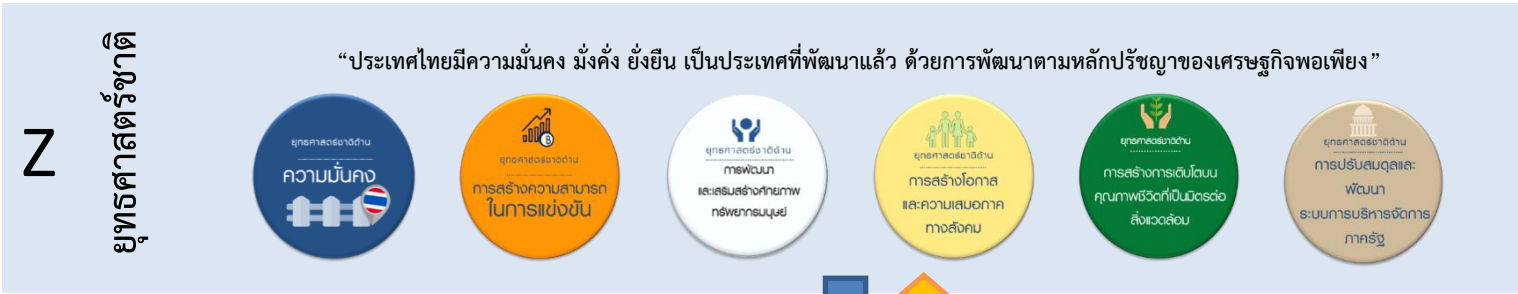 Z
ยุทธศาสตร์ชาติ
“ประเทศไทยมีความมั่นคง มั่งคั่ง ยั่งยืน เป็นประเทศที่พัฒนาแล้ว ด้วยการพัฒนาตามหลักปรัชญาของเศรษฐกิจพอเพียง”
ยุทธศาสตร์ชาติด้าน
ความมั่นคง
ยุทธศาสตร์ชาติด้าน
การสร้างความสามารถ
ในการแข่งขัน
ยุทธศาสตร์ชาติด้าน
การพัฒนา
และเสริมสร้างศักยภาพ
ทรัพยากรมนุษย์
ยุทธศาสตร์ชาติด้าน
การสร้างโอกาส
และความเสมอภาค
ทางสังคม
ยุทธศาสตร์ชาติด้าน
การสร้างการเติบโตบน
คุณภาพชีวิตที่เป็นมิตรต่อ
สิ่งแวดล้อม
ยุทธศาสตร์ชาติด้าน
การปรับสมดุลและ
พัฒนา
ระบบการบริหารจัดการ
ภาครัฐ